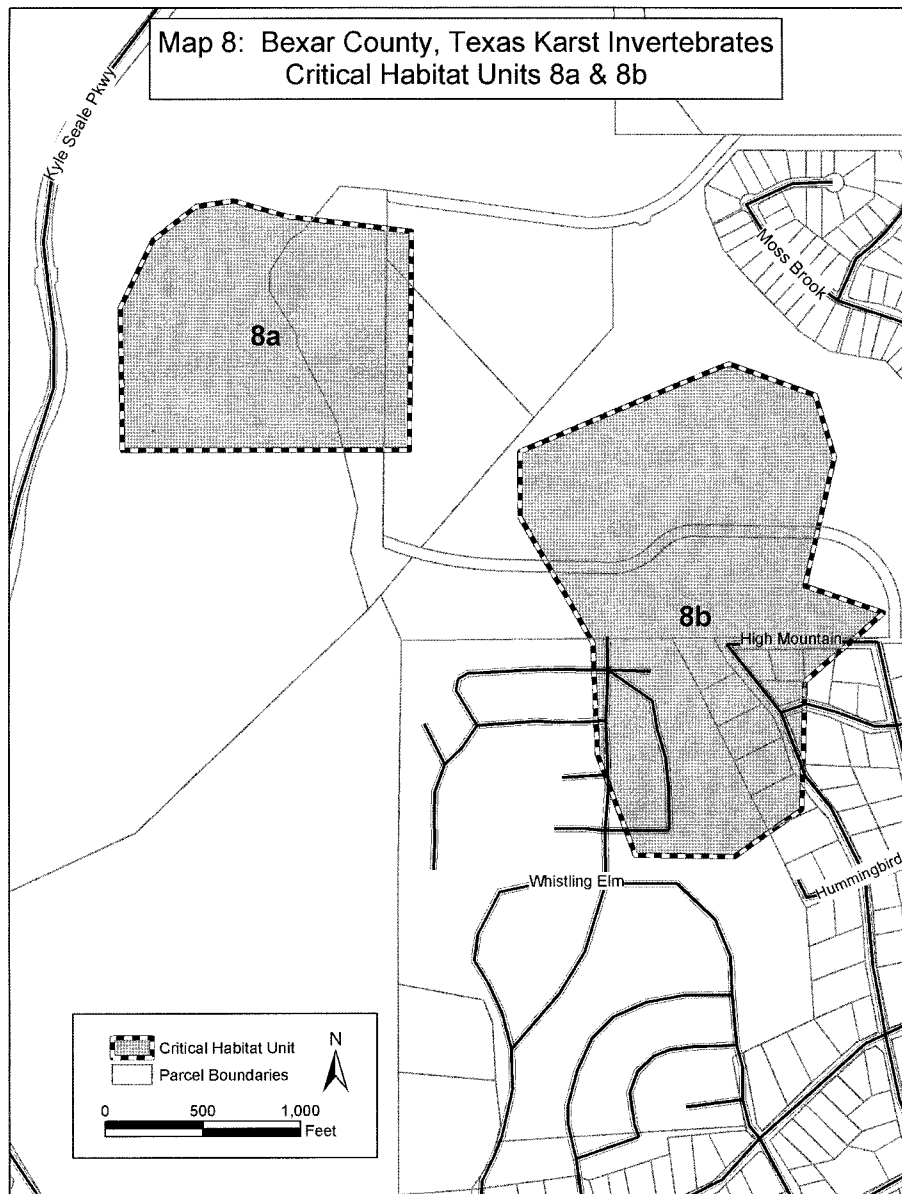 Map 8: Bexar County, Texas Karst Invertebrates
Critical Habitat Units 8a & 8b
Kyle Seale Pkwy
Moss Brook
8a
8b
High Mountain
Whistling Elm
Hummingbird
Critical Habitat Unit
Parcel Boundaries
N
0 500 1,000
Feet